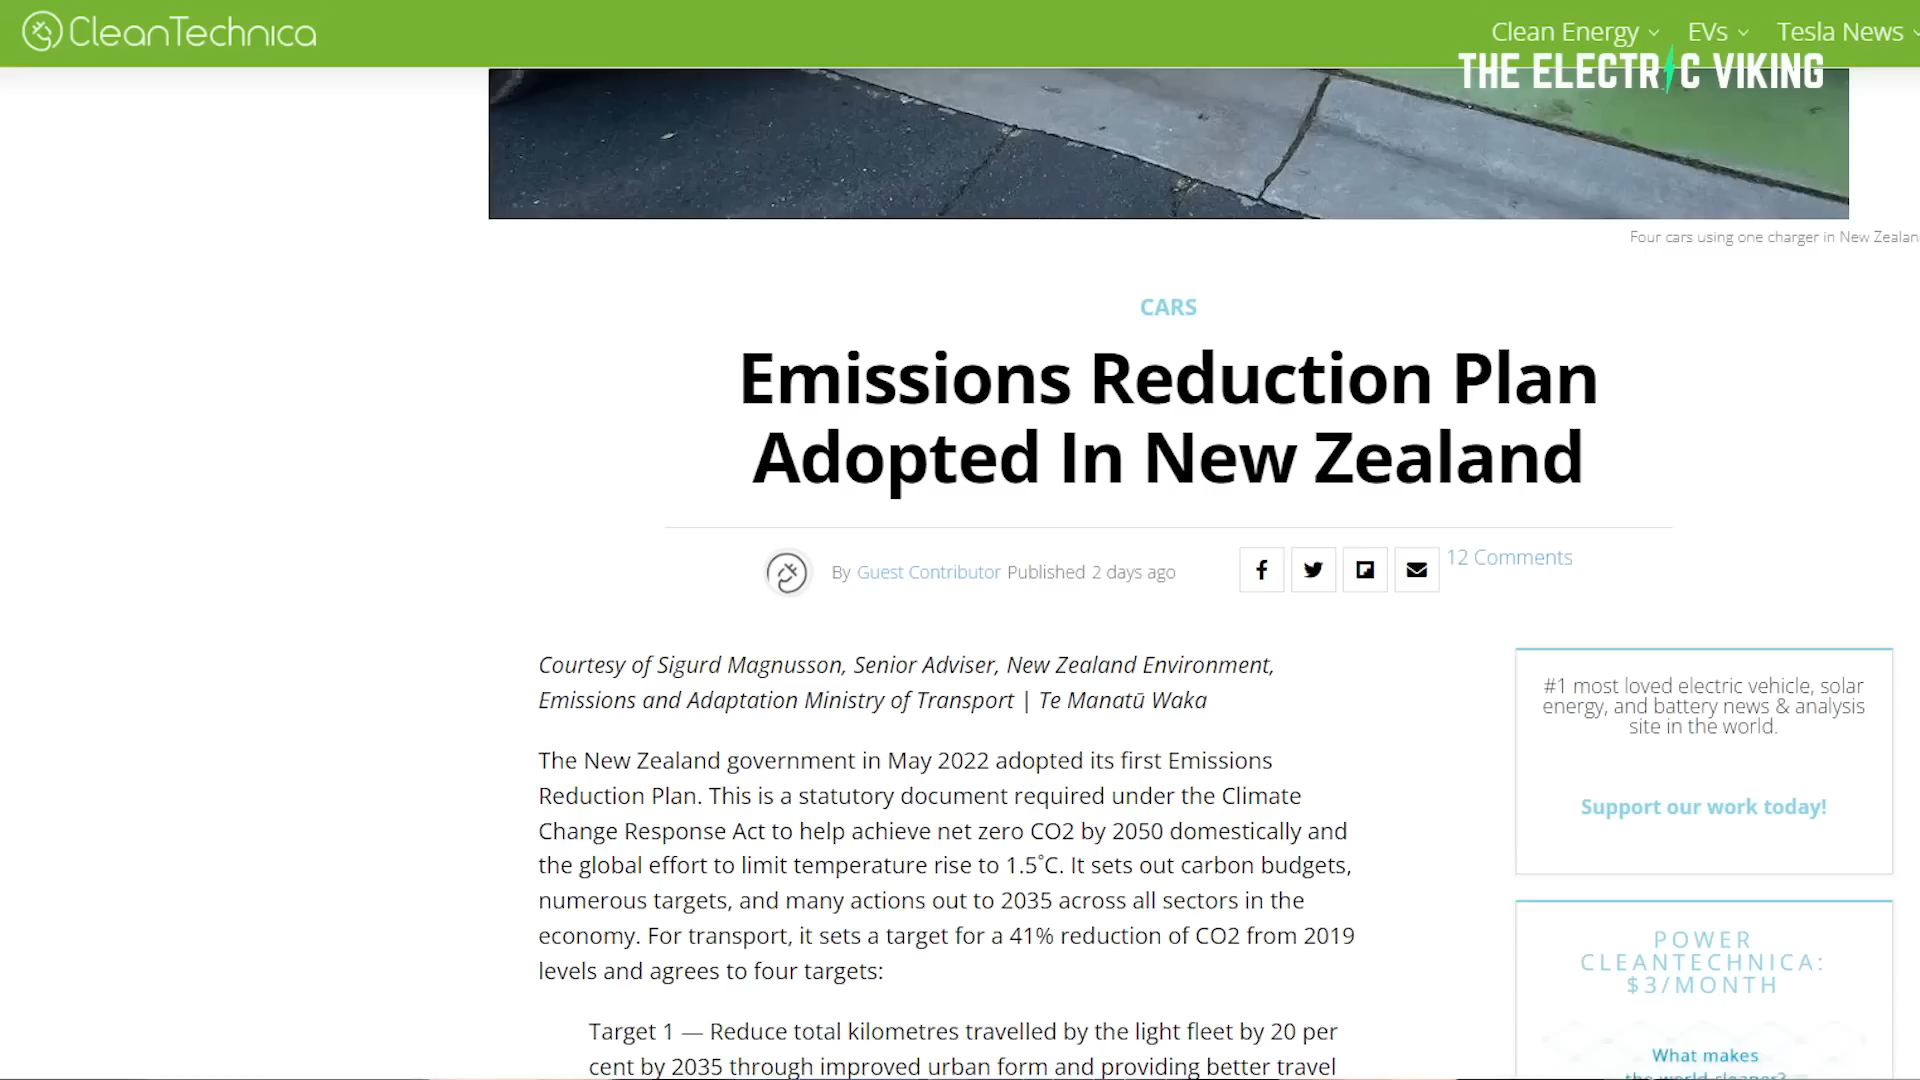 CleanTechnica
Clean Energy
EVs
Tesla News
THE ELECTRIC VIKING
Four cars using one charger in New Zealan
CARS
Emissions Reduction Plan
Adopted In New Zealand
By Guest Contributor Published 2 days ago
12 Comments
Courtesy of Sigurd Magnusson, Senior Adviser, New Zealand Environment,
Emissions and Adaptation Ministry of Transport | Te Manatū Waka
The New Zealand government in May 2022 adopted its first Emissions
Reduction Plan. This is a statutory document required under the Climate
Change Response Act to help achieve net zero CO2 by 2050 domestically and
the global effort to limit temperature rise to 1.5˚C. It sets out carbon budgets,
numerous targets, and many actions out to 2035 across all sectors in the
economy. For transport, it sets a target for a 41% reduction of CO2 from 2019
levels and agrees to four targets:
Target 1 — Reduce total kilometres travelled by the light fleet by 20 per
cent by 2035 through improved urban form and providing better travel
#1 most loved electric vehicle, solar
energy, and battery news & analysis
site in the world.
Support our work today!
POWER
CLEANTECHNICA:
$3/MONTH
What makes
the world cleaner?